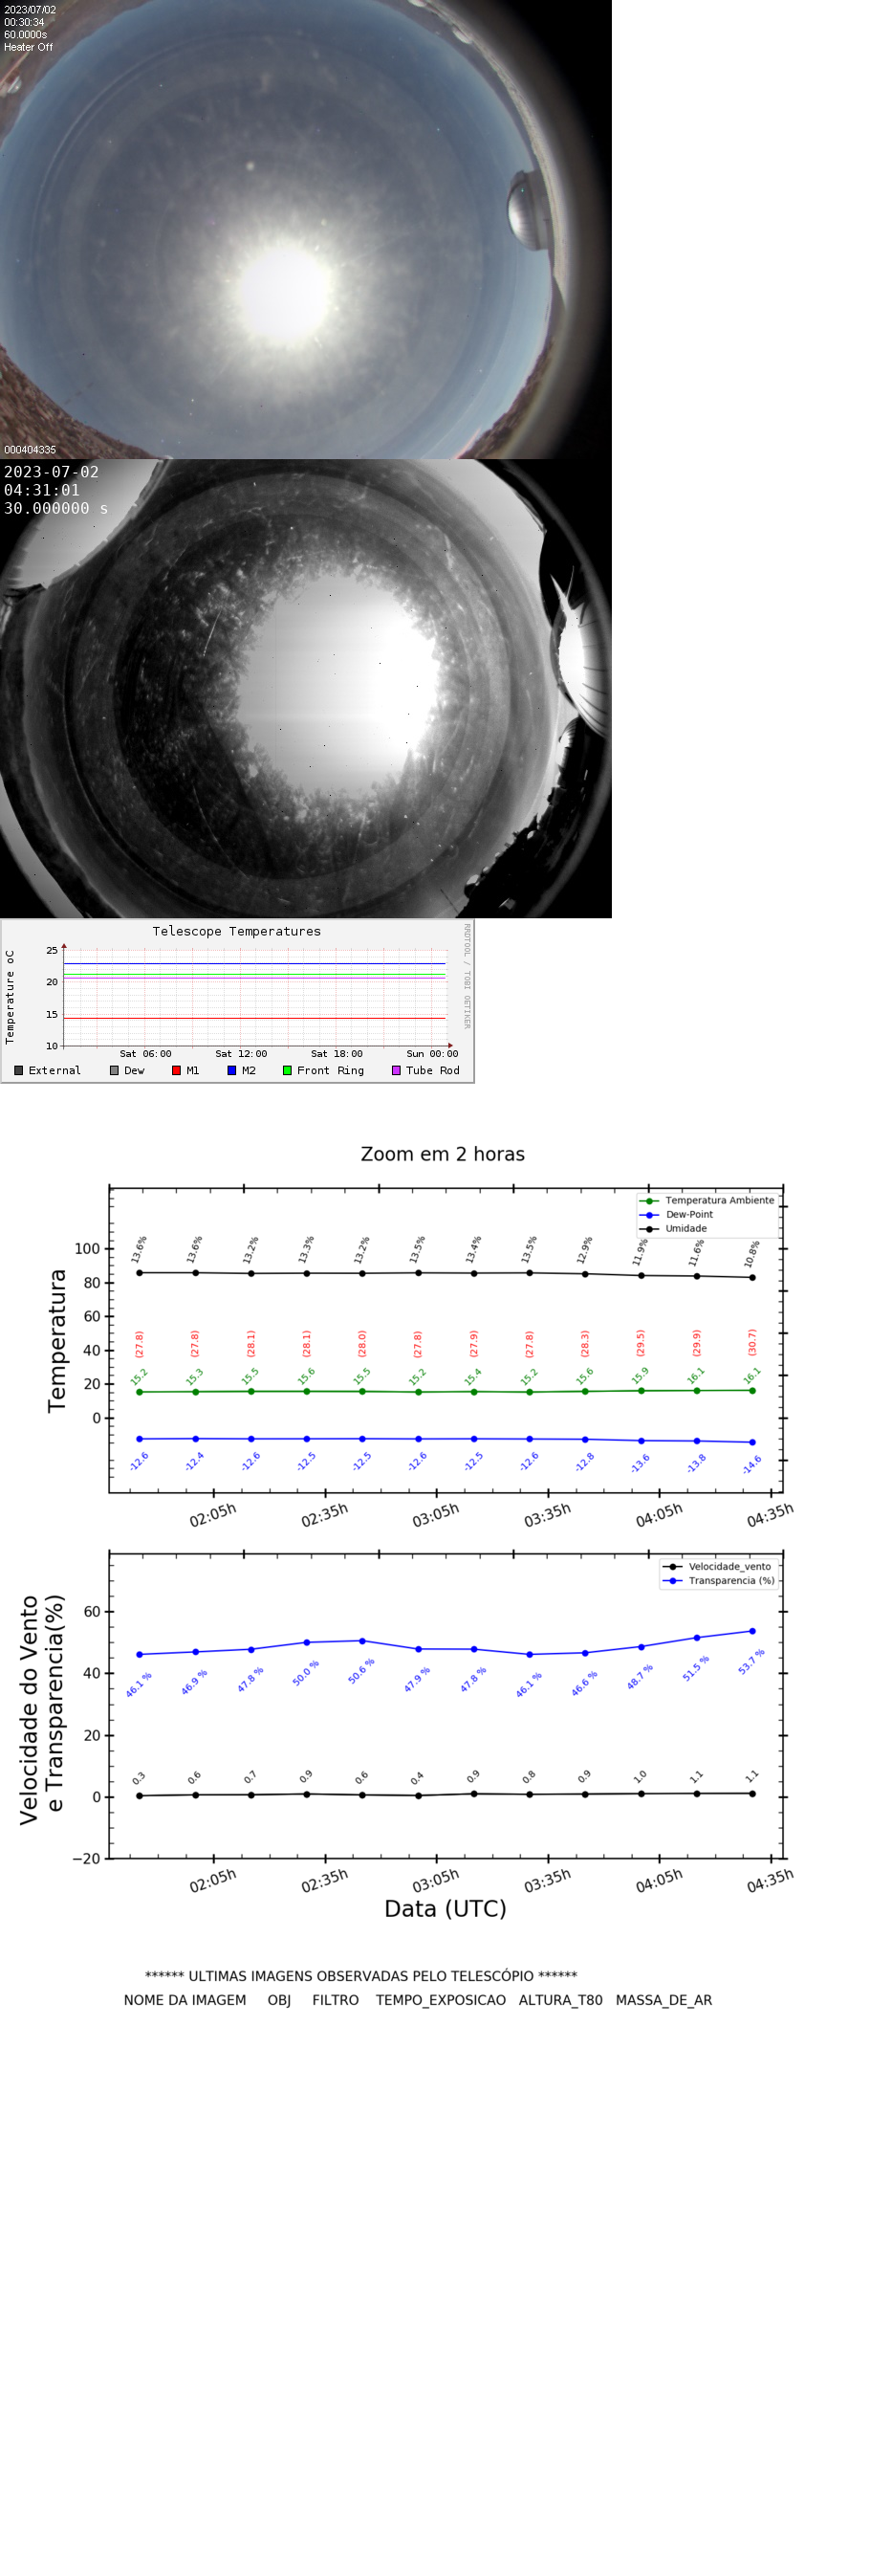 2023/07/02
00:30:34
60.0000s
Heater Off
000404335
2023-07-02
04:31:01
30.000000 s
Telescope Temperatures
RRDTOOL / TOBI OETIKER
Temperature oC
25
20
15
10
Sat 06:00 Sat 12:00 Sat 18:00 Sun 00:00
External Dew M1 M2 Front Ring Tube Rod
Zoom em 2 horas
Temperatura Ambiente
Dew-Point
Umidade
Temperatura
100
80
60
40
20
0
13.6% 13.6% 13.2% 13.3% 13.2% 13.5% 13.4% 13.5% 12.9% 11.9% 11.6% 10.8%
(27.8) (27.8) (28.1) (28.1) (28.0) (27.8) (27.9) (27.8) (28.3) (29.5) (29.9) (30.7)
15.2 15.3 15.5 15.6 15.5 15.2 15.4 15.2 15.6 15.9 16.1 16.1
-12.6 -12.4 -12.6 -12.5 -12.5 -12.6 -12.5 -12.6 -12.8 -13.6 -13.8 -14.6
02:05h 02:35h 03:05h 03:35h 04:05h 04:35h
Velocidade_vento
Transparencia (%)
Velocidade do Vento
e Transparencia(%)
60
40
20
0
−20
46.1 % 46.9 % 47.8 % 50.0 % 50.6 % 47.9 % 47.8 % 46.1 % 46.6 % 48.7 % 51.5 % 53.7 %
0.3 0.6 0.7 0.9 0.6 0.4 0.9 0.8 0.9 1.0 1.1 1.1
02:05h 02:35h 03:05h 03:35h 04:05h 04:35h
Data (UTC)
****** ULTIMAS IMAGENS OBSERVADAS PELO TELESCÓPIO ******
NOME DA IMAGEM OBJ FILTRO TEMPO_EXPOSICAO ALTURA_T80 MASSA_DE_AR